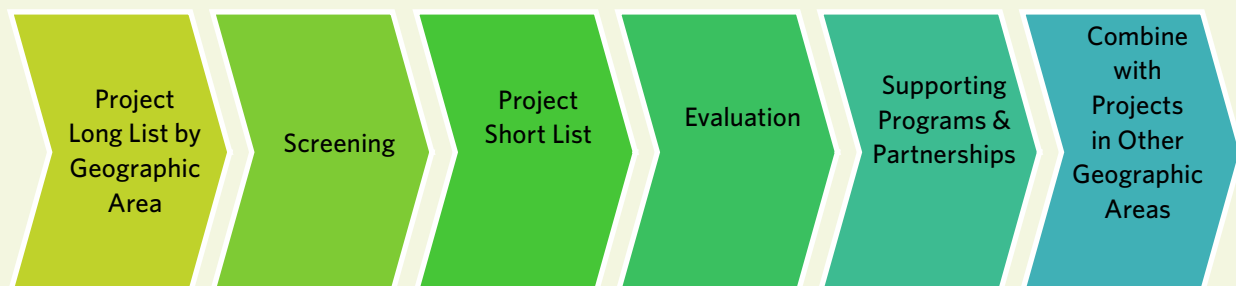 Project
Long List by
Geographic
Area
Screening
Project
Short List
Evaluation
Supporting
Programs &
Partnerships
Combine
with
Projects
in Other
Geographic
Areas